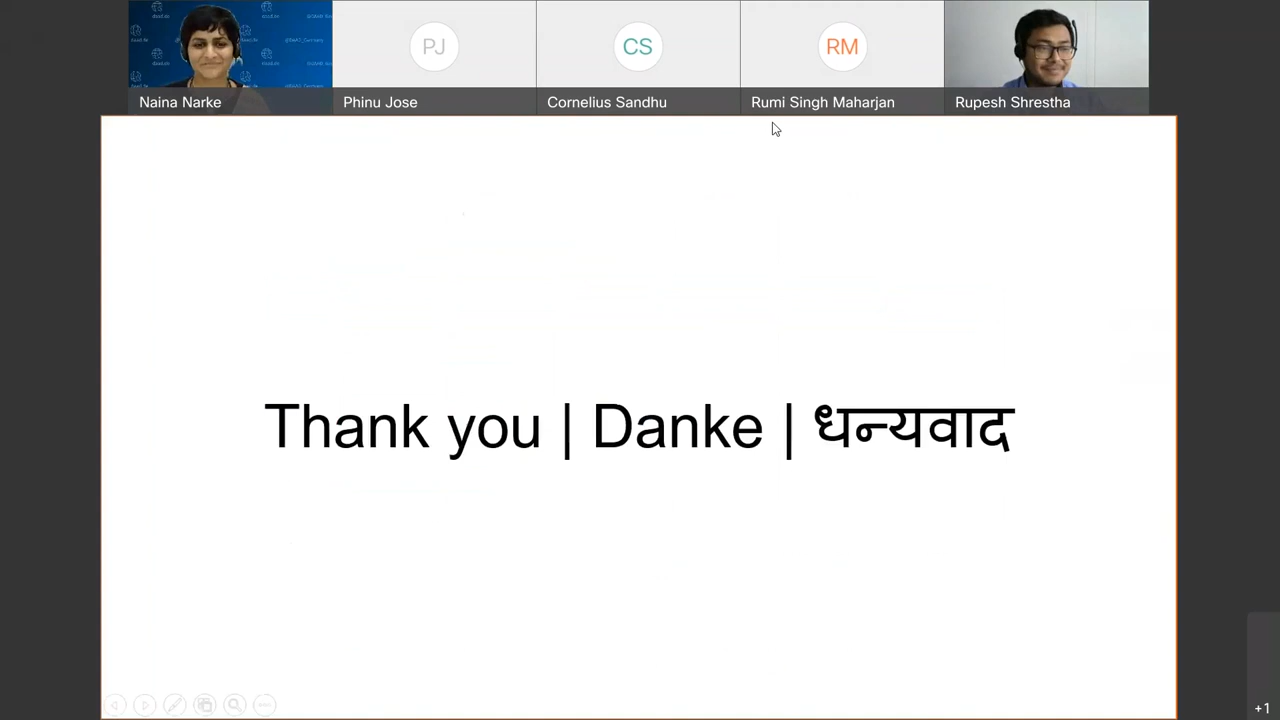 PJ
CS
RM
Naina Narke
Phinu Jose
Cornelius Sandhu
Rumi Singh Maharjan
Rupesh Shrestha
Thank you | Danke | धन्यवाद
+1